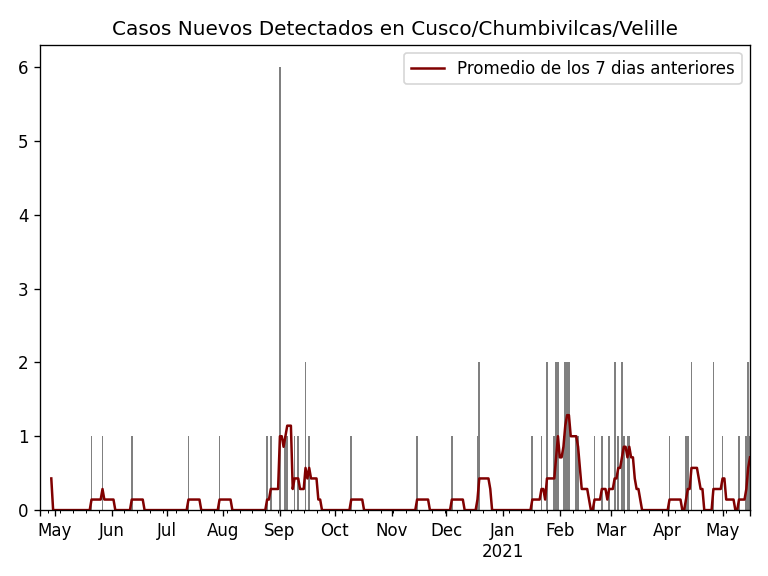 Casos Nuevos Detectados en Cusco/Chumbivilcas/Velille
Promedio de los 7 dias anteriores
6
5
4
3
2
1
0
May Jun Jul Aug Sep Oct Nov Dec Jan Feb Mar Apr May
2021